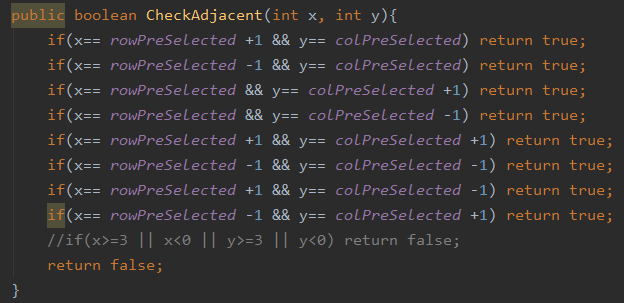 public boolean CheckAdjacent(int x, int y){
if(x== rowPreSelected +1 && y== colPreSelected) return true;
if(x== rowPreSelected -1 && y== colPreSelected) return true;
if(x== rowPreSelected && y== colPreSelected +1) return true;
if(x== rowPreSelected && y== colPreSelected -1) return true;
if(x== rowPreSelected +1 && y== colPreSelected +1) return true;
if(x== rowPreSelected -1 && y== colPreSelected -1) return true;
if(x== rowPreSelected +1 && y== colPreSelected -1) return true;
if(x== rowPreSelected -1 && y== colPreSelected +1) return true;
//if(x>=3 || x<0 || y>=3 || y<0) return false;
return false;
}